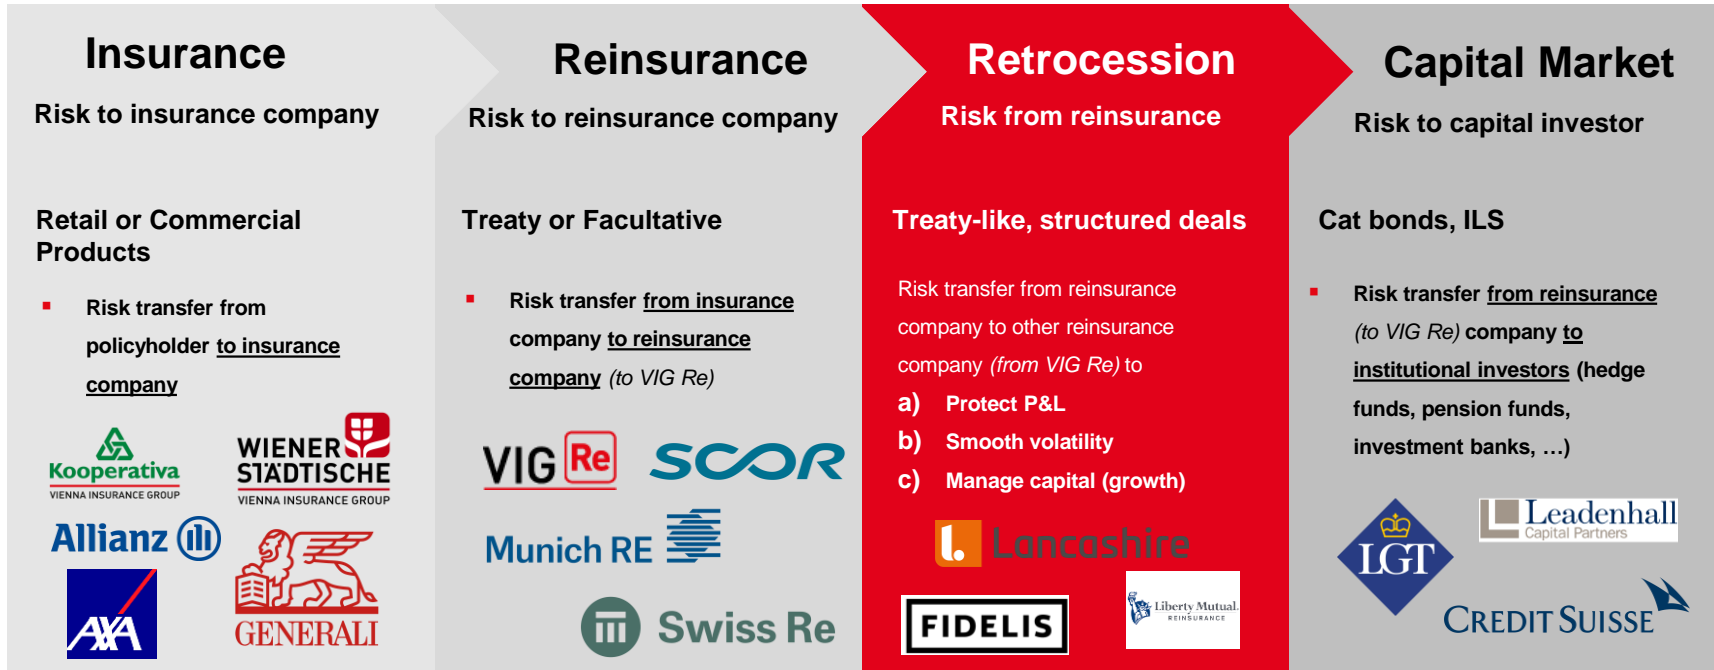 Insurance
Risk to insurance company
Retail or Commercial
Products
▪ Risk transfer from
policyholder to insurance
company
Kooperativa
VIENNA INSURANCE GROUP
WIENER
STÄDTISCHE
VIENNA INSURANCE GROUP
Allianz
AXA
GENERALI
Reinsurance
Risk to reinsurance company
Treaty or Facultative
▪ Risk transfer from insurance
company to reinsurance
company (to VIG Re)
VIG Re
SCOR
Munich RE
Swiss Re
Retrocession
Risk from reinsurance
Treaty-like, structured deals
Risk transfer from reinsurance
company to other reinsurance
company (from VIG Re) to
a) Protect P&L
b) Smooth volatility
c) Manage capital (growth)
l. Lancashire
FIDELIS
Liberty Mutual.
REINSURANCE
Capital Market
Risk to capital investor
Cat bonds, ILS
▪ Risk transfer from reinsurance
(to VIG Re) company to
institutional investors (hedge
funds, pension funds,
investment banks, …)
LGT
Leadenhall
Capital Partners
CREDIT SUISSE